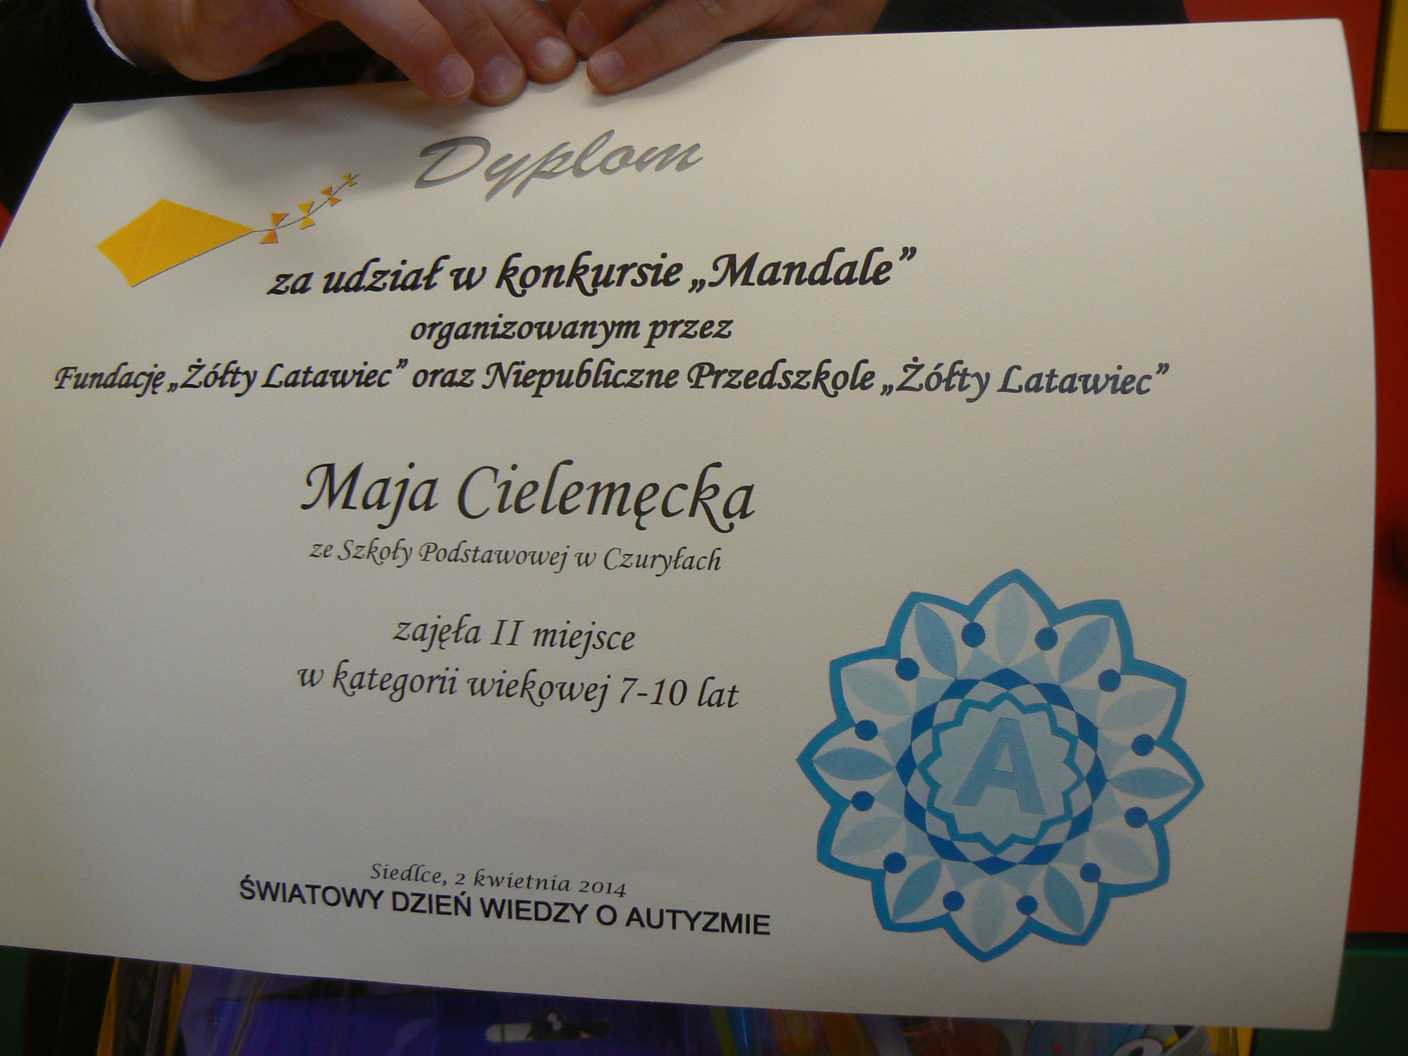 Dyplom
za udział w konkursie „Mandale”
organizowanym przez
Fundację „Żółty Latawiec” oraz Niepubliczne Przedszkole „Żółty Latawiec”
Maja Cielemęcka
ze Szkoły Podstawowej w Czuryłach
zajęła II miejsce
w kategorii wiekowej 7-10 lat
A
Siedlce, 2 kwietnia 2014
ŚWIATOWY DZIEŃ WIEDZY O AUTYZMIE